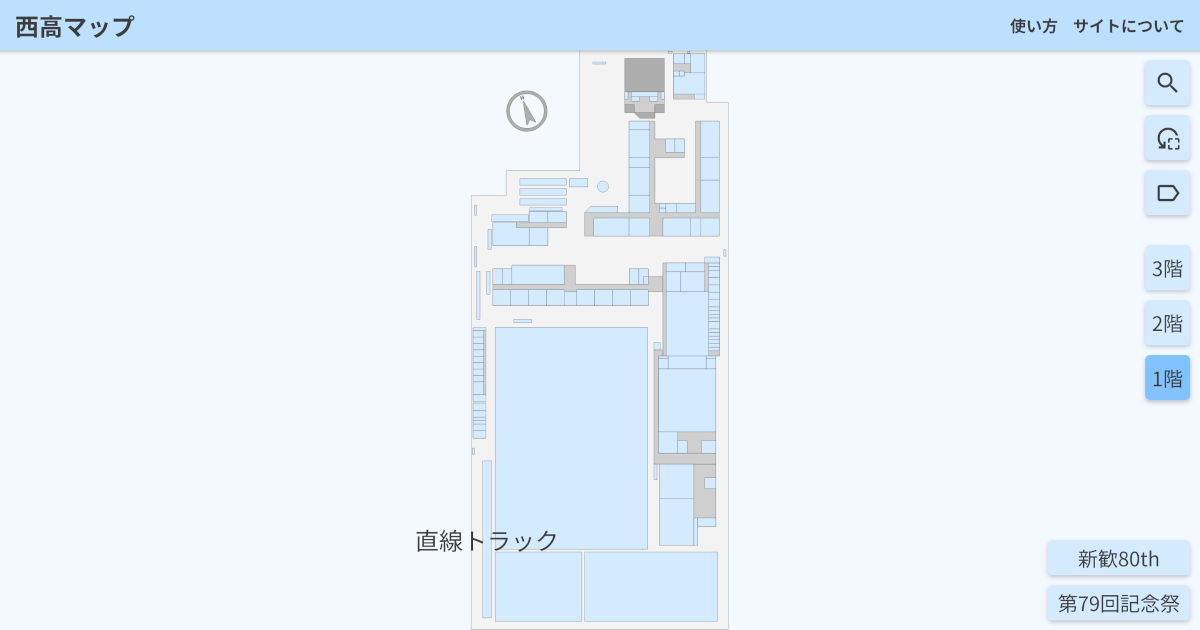 西高マップ
使い方 サイトについて
3階
2階
1階
直線トラック
新歓80th
第79回記念祭